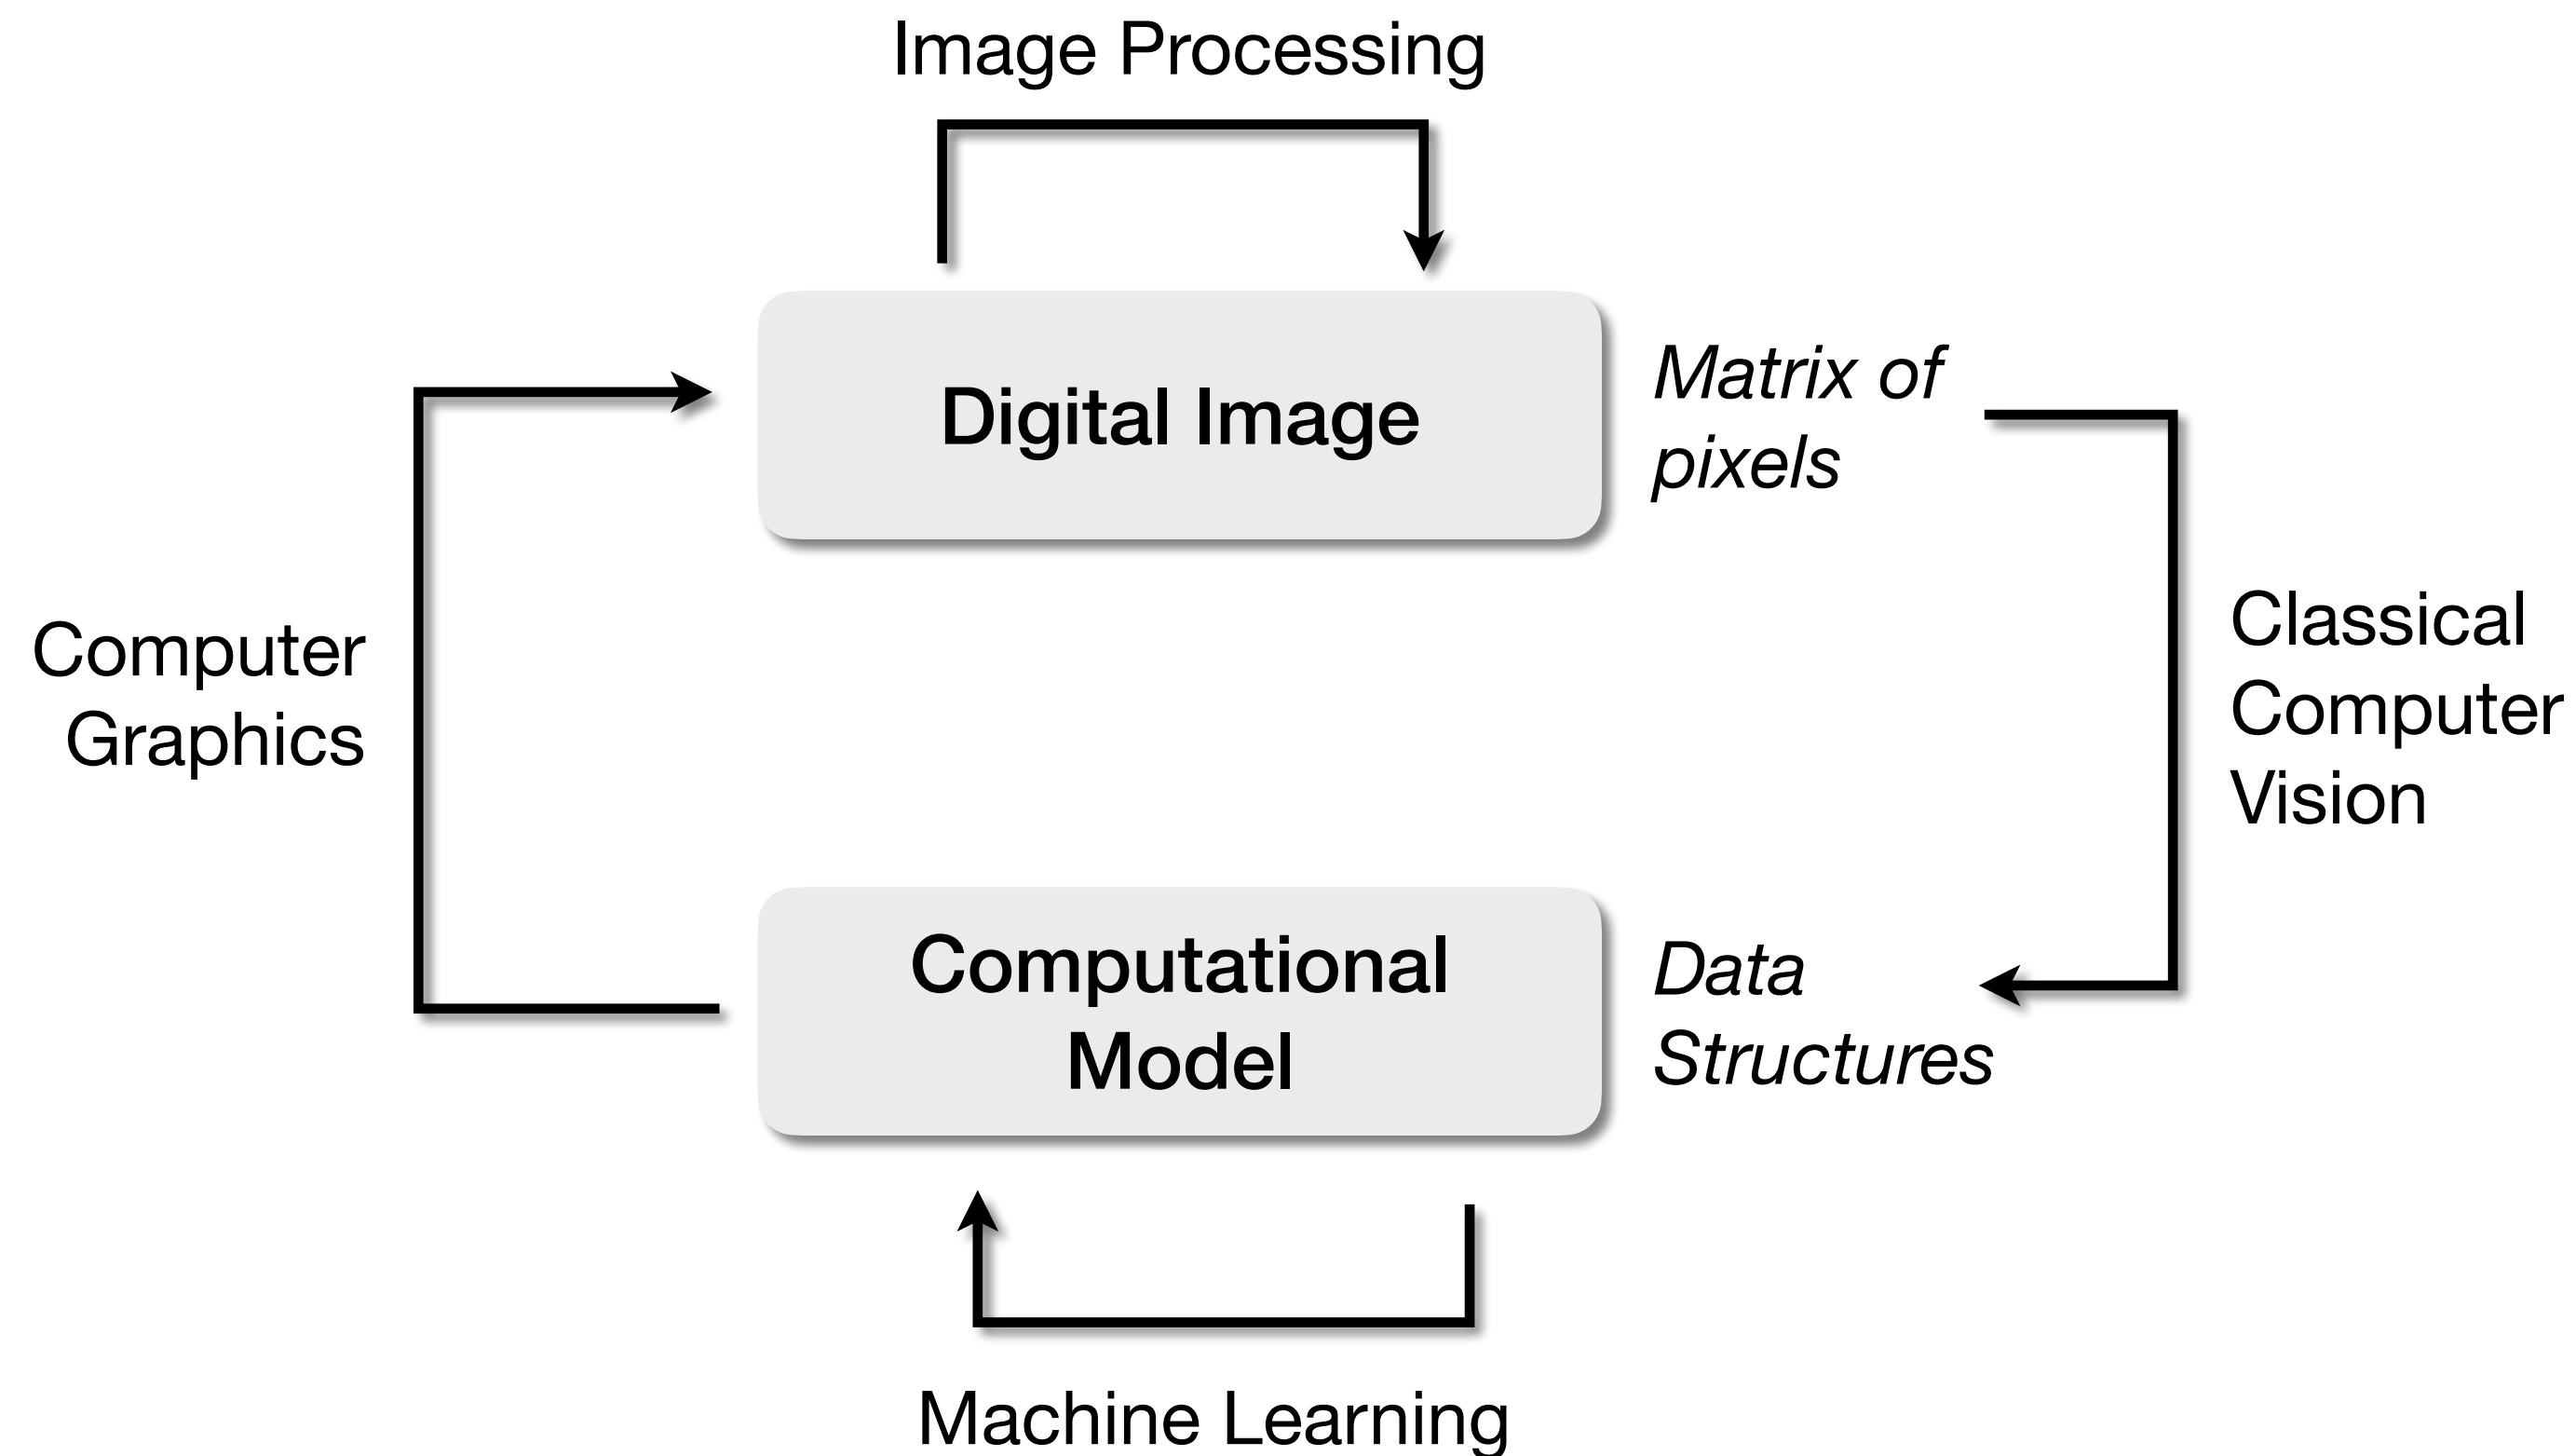 Image Processing
Digital Image
Matrix of
pixels
Computer
Graphics
Classical
Computer
Vision
Computational
Model
Data
Structures
Machine Learning